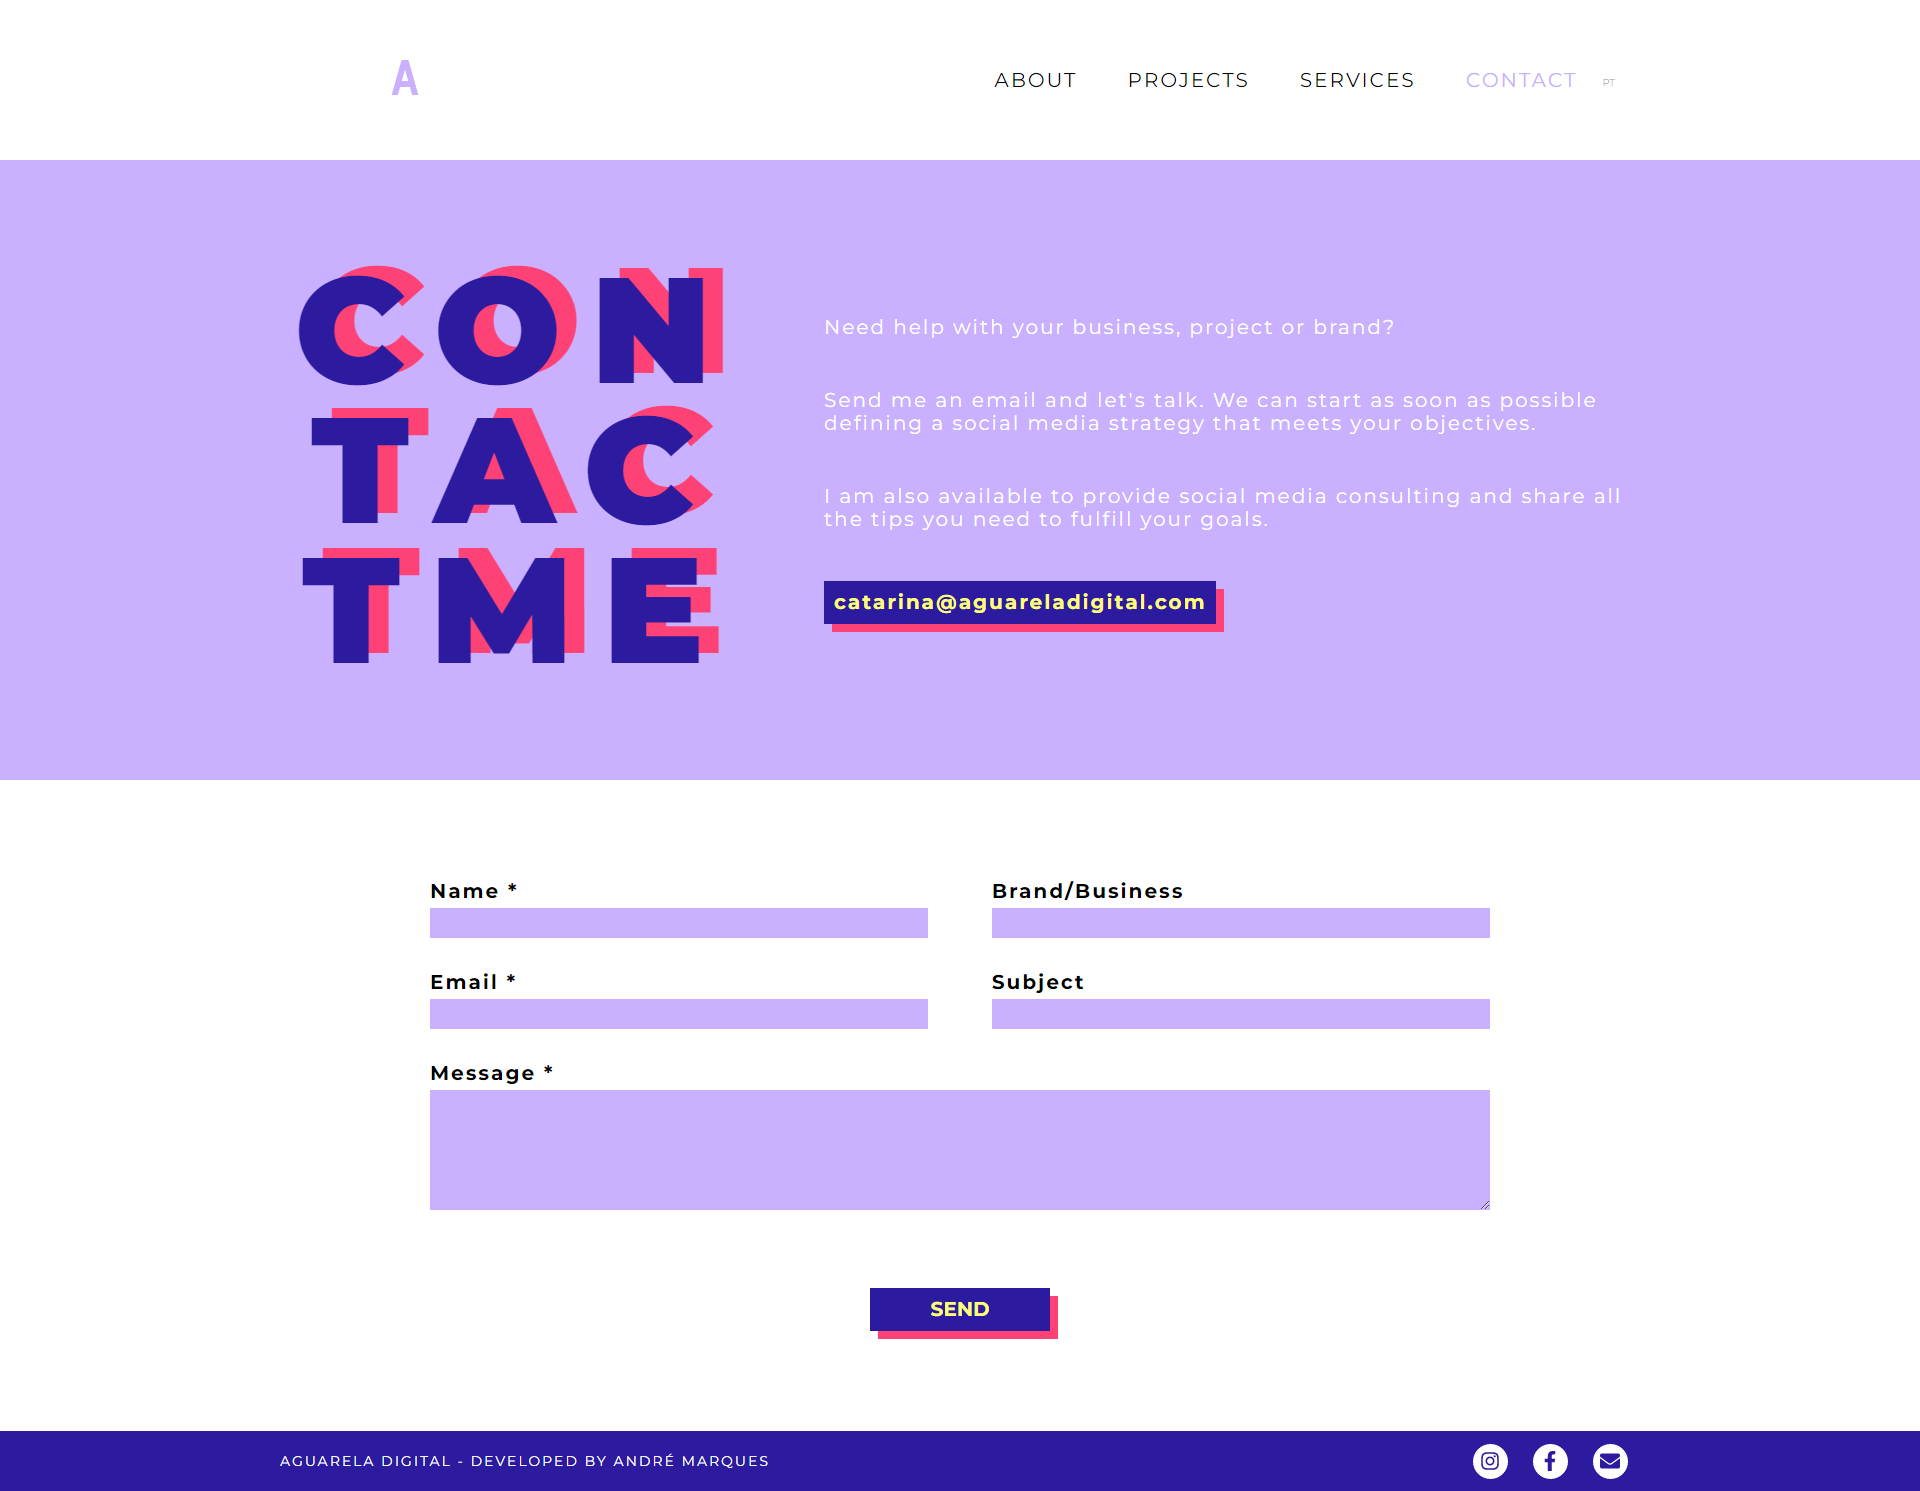 A
ABOUT PROJECTS SERVICES CONTACT PT
CON
TAC
TME
Need help with your business, project or brand?
Send me an email and let's talk. We can start as soon as possible
defining a social media strategy that meets your objectives.
I am also available to provide social media consulting and share all
the tips you need to fulfill your goals.
catarina@aguareladigital.com
Name *
Brand/Business
Email *
Subject
Message *
SEND
AGUARELA DIGITAL - DEVELOPED BY ANDRÉ MARQUES